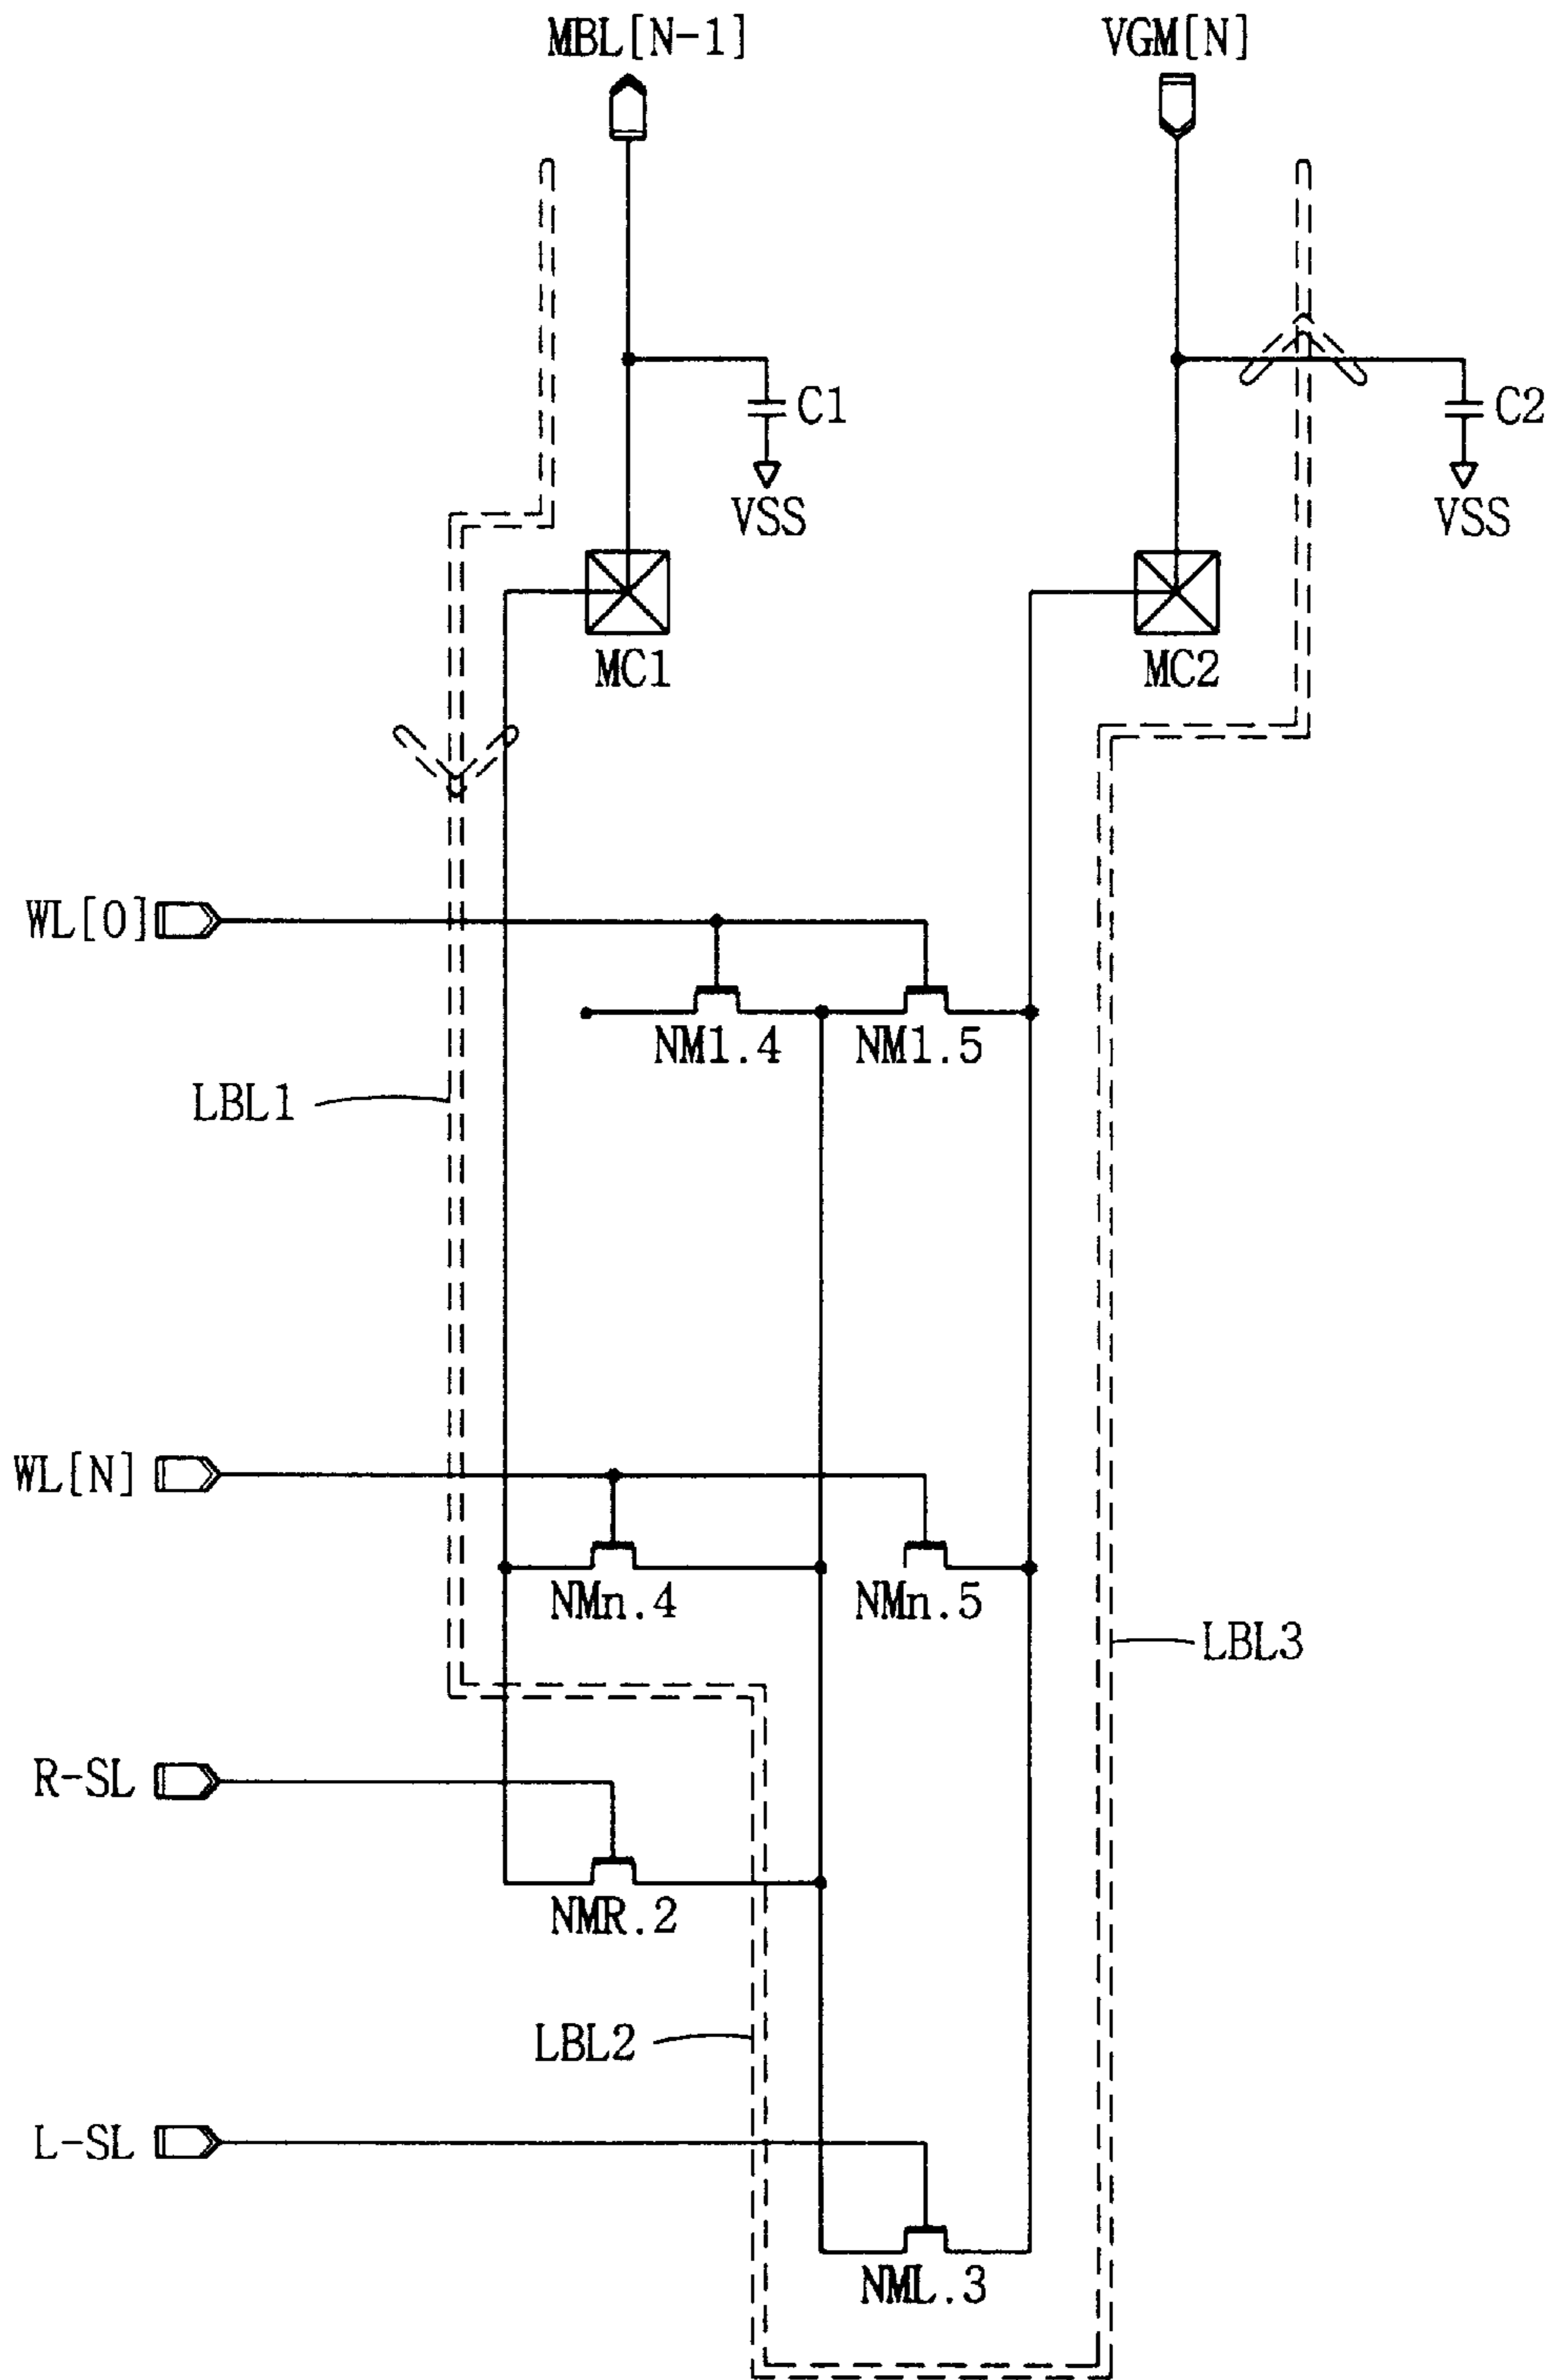 MBL[N-1]
VGM[N]
C1
C2
VSS
VSS
MC1
MC2
WL[0]
NM1.4
NM1.5
LBL1
WL[N]
NMn.4
NMn.5
LBL3
R-SL
NMR.2
LBL2
L-SL
NML.3